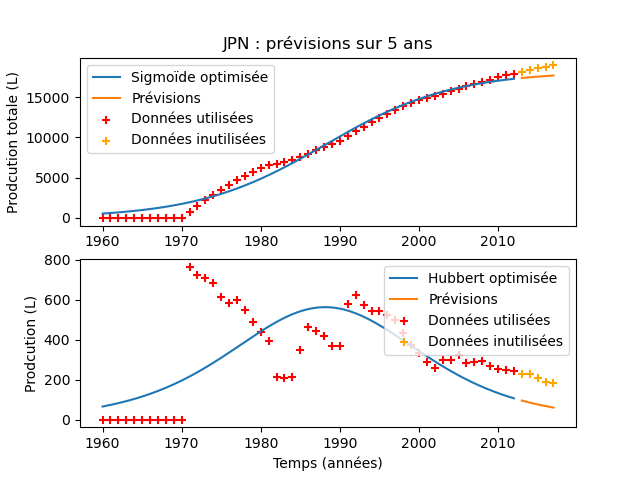 JPN : prévisions sur 5 ans
Prodcution totale (L)
15000
10000
5000
0
Sigmoïde optimisée
Prévisions
Données utilisées
Données inutilisées
1960 1970 1980 1990 2000 2010
Prodcution (L)
800
600
400
200
0
Hubbert optimisée
Prévisions
Données utilisées
Données inutilisées
1960 1970 1980 1990 2000 2010
Temps (années)